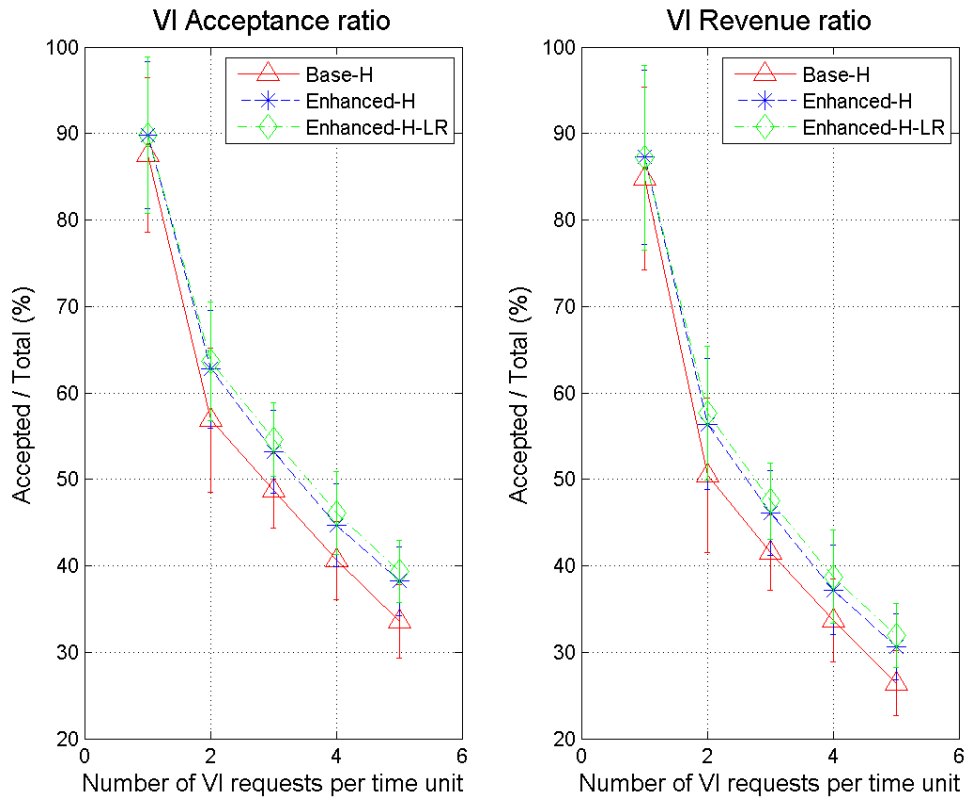 VI Acceptance ratio
100
90
80
70
60
50
40
30
20
0
2
4
6
Accepted / Total (%)
Number of VI requests per time unit
Base-H
Enhanced-H
Enhanced-H-LR
VI Revenue ratio
100
90
80
70
60
50
40
30
20
0
2
4
6
Accepted / Total (%)
Number of VI requests per time unit
Base-H
Enhanced-H
Enhanced-H-LR